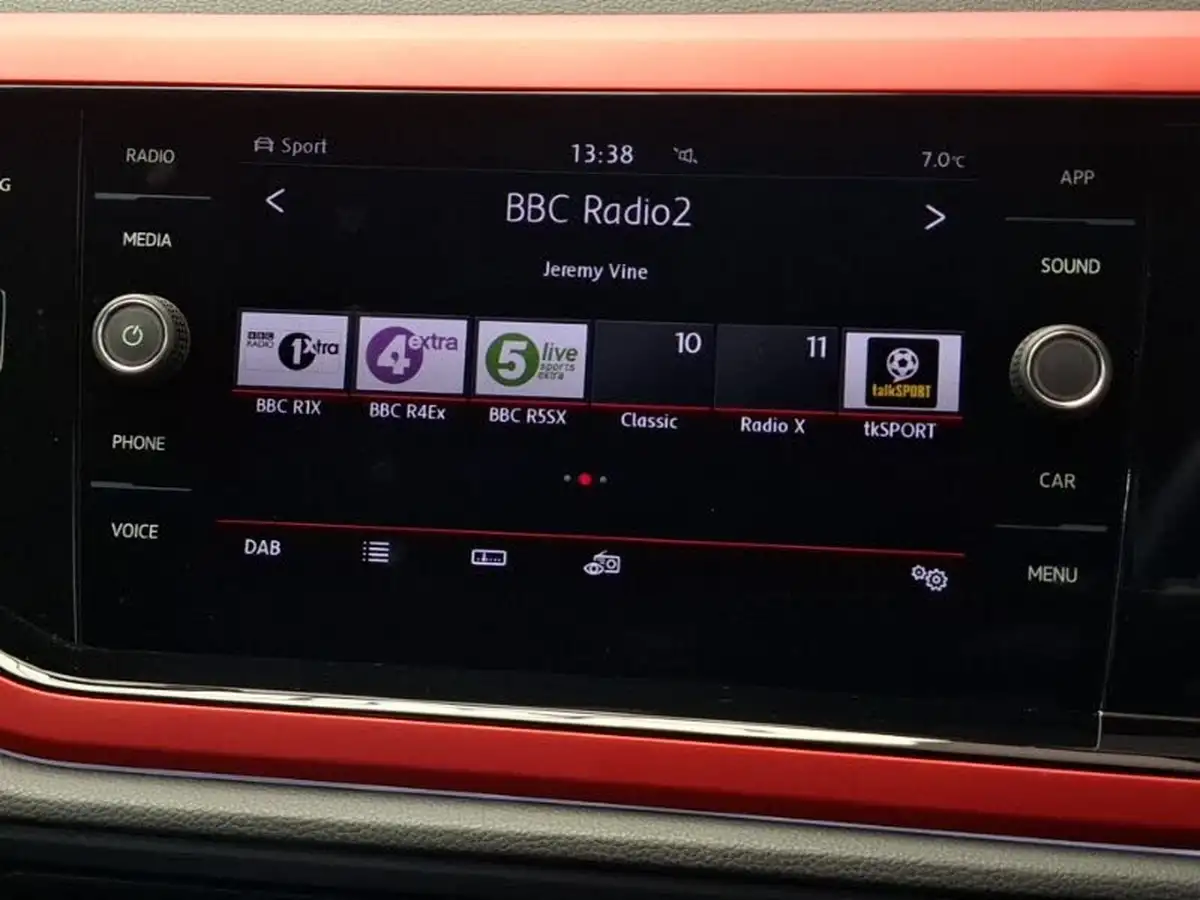 G
RADIO
MEDIA
PHONE
VOICE
Sport
13:38
7.0°C
<
BBC Radio2
>
Jeremy Vine
BBC RADIO 1Xtra
4 extra
5 live sports extra
10
11
talkSPORT
BBC R1X
BBC R4Ex
BBC R5SX
Classic
Radio X
tkSPORT
DAB
APP
SOUND
CAR
MENU